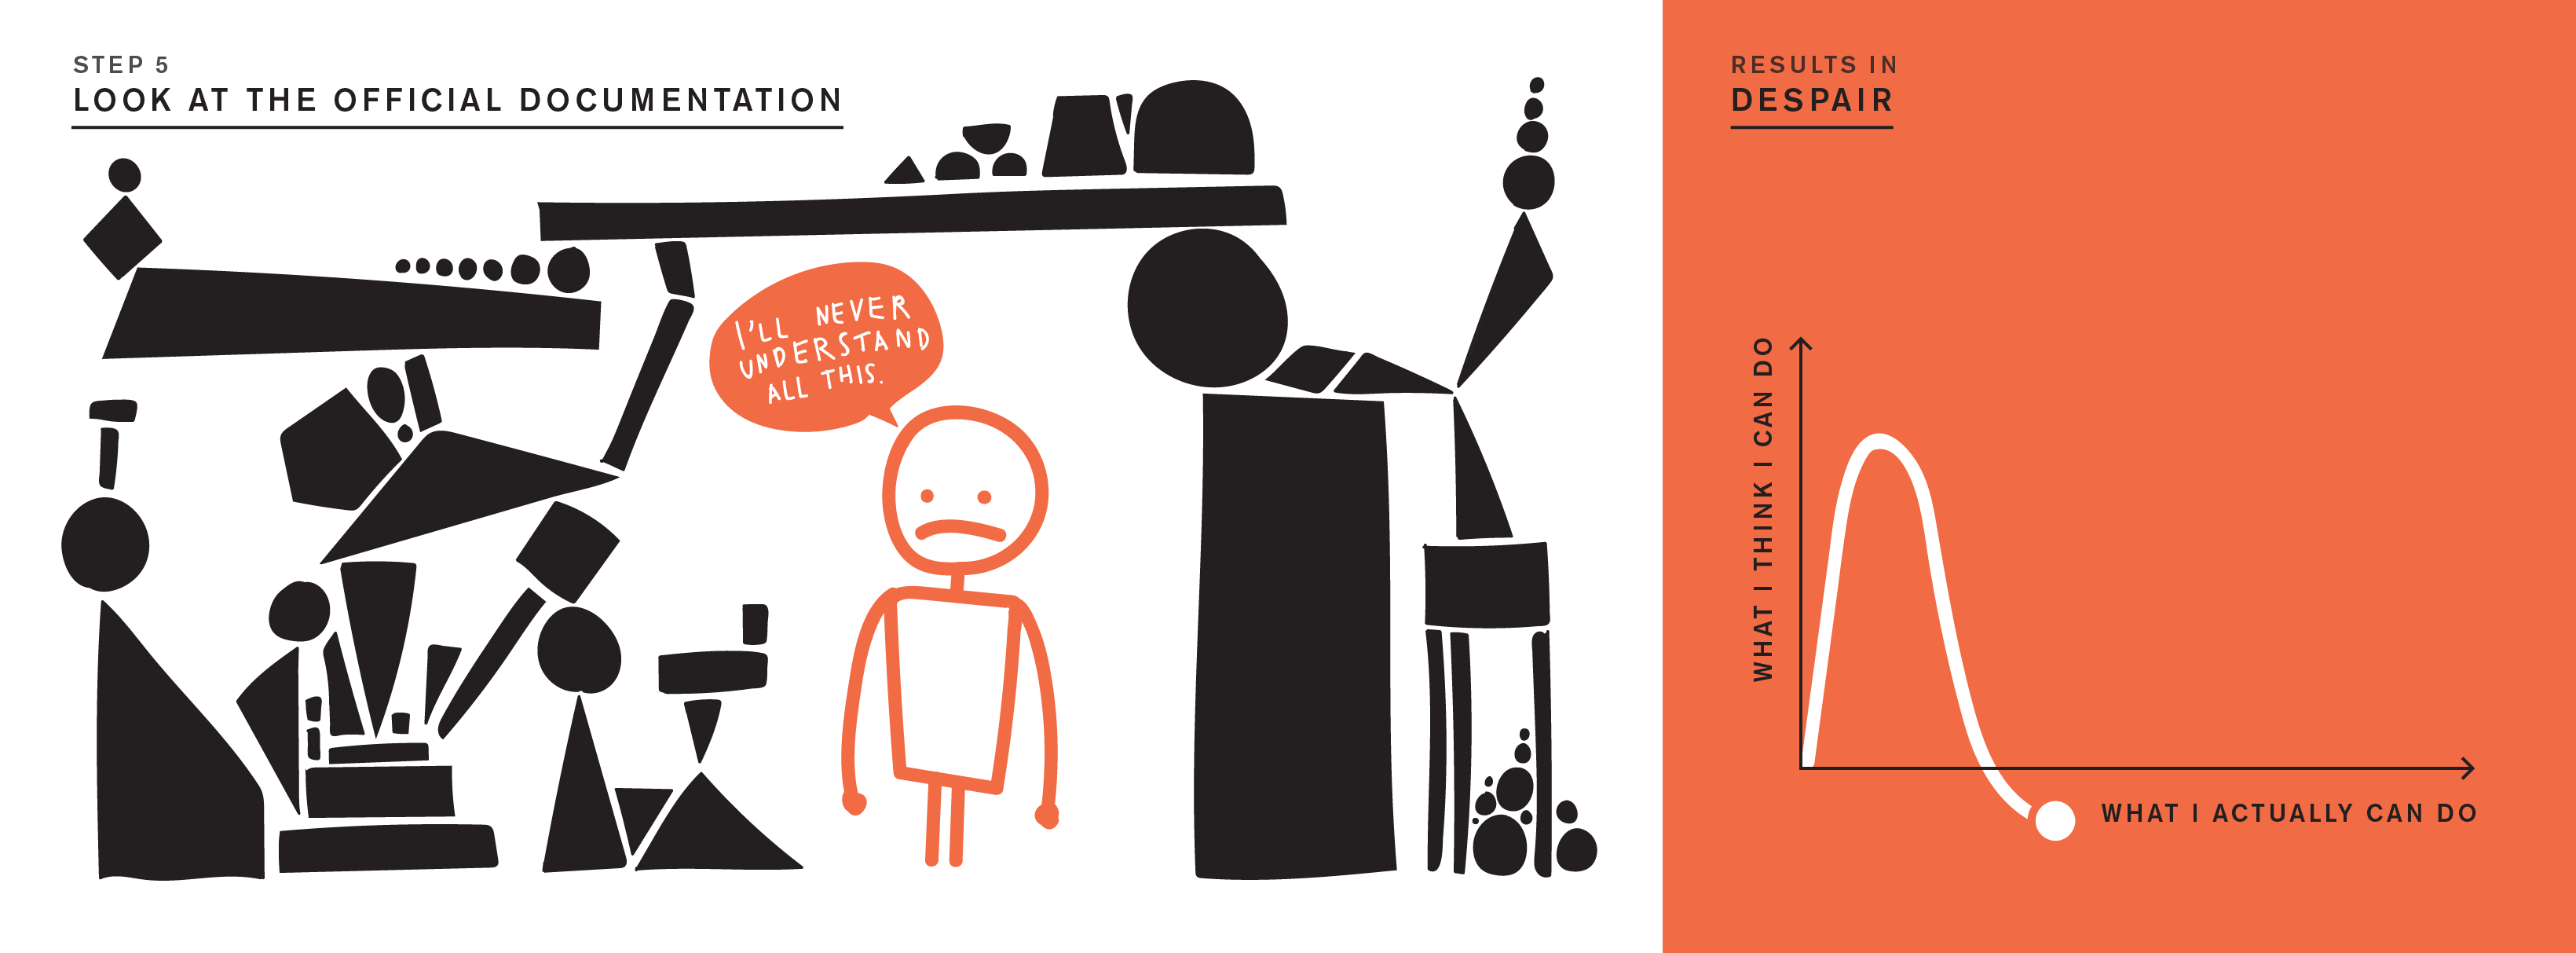 STEP 5
LOOK AT THE OFFICIAL DOCUMENTATION
I'LL NEVER
UNDERSTAND
ALL THIS.
RESULTS IN
DESPAIR
WHAT I THINK I CAN DO
WHAT I ACTUALLY CAN DO